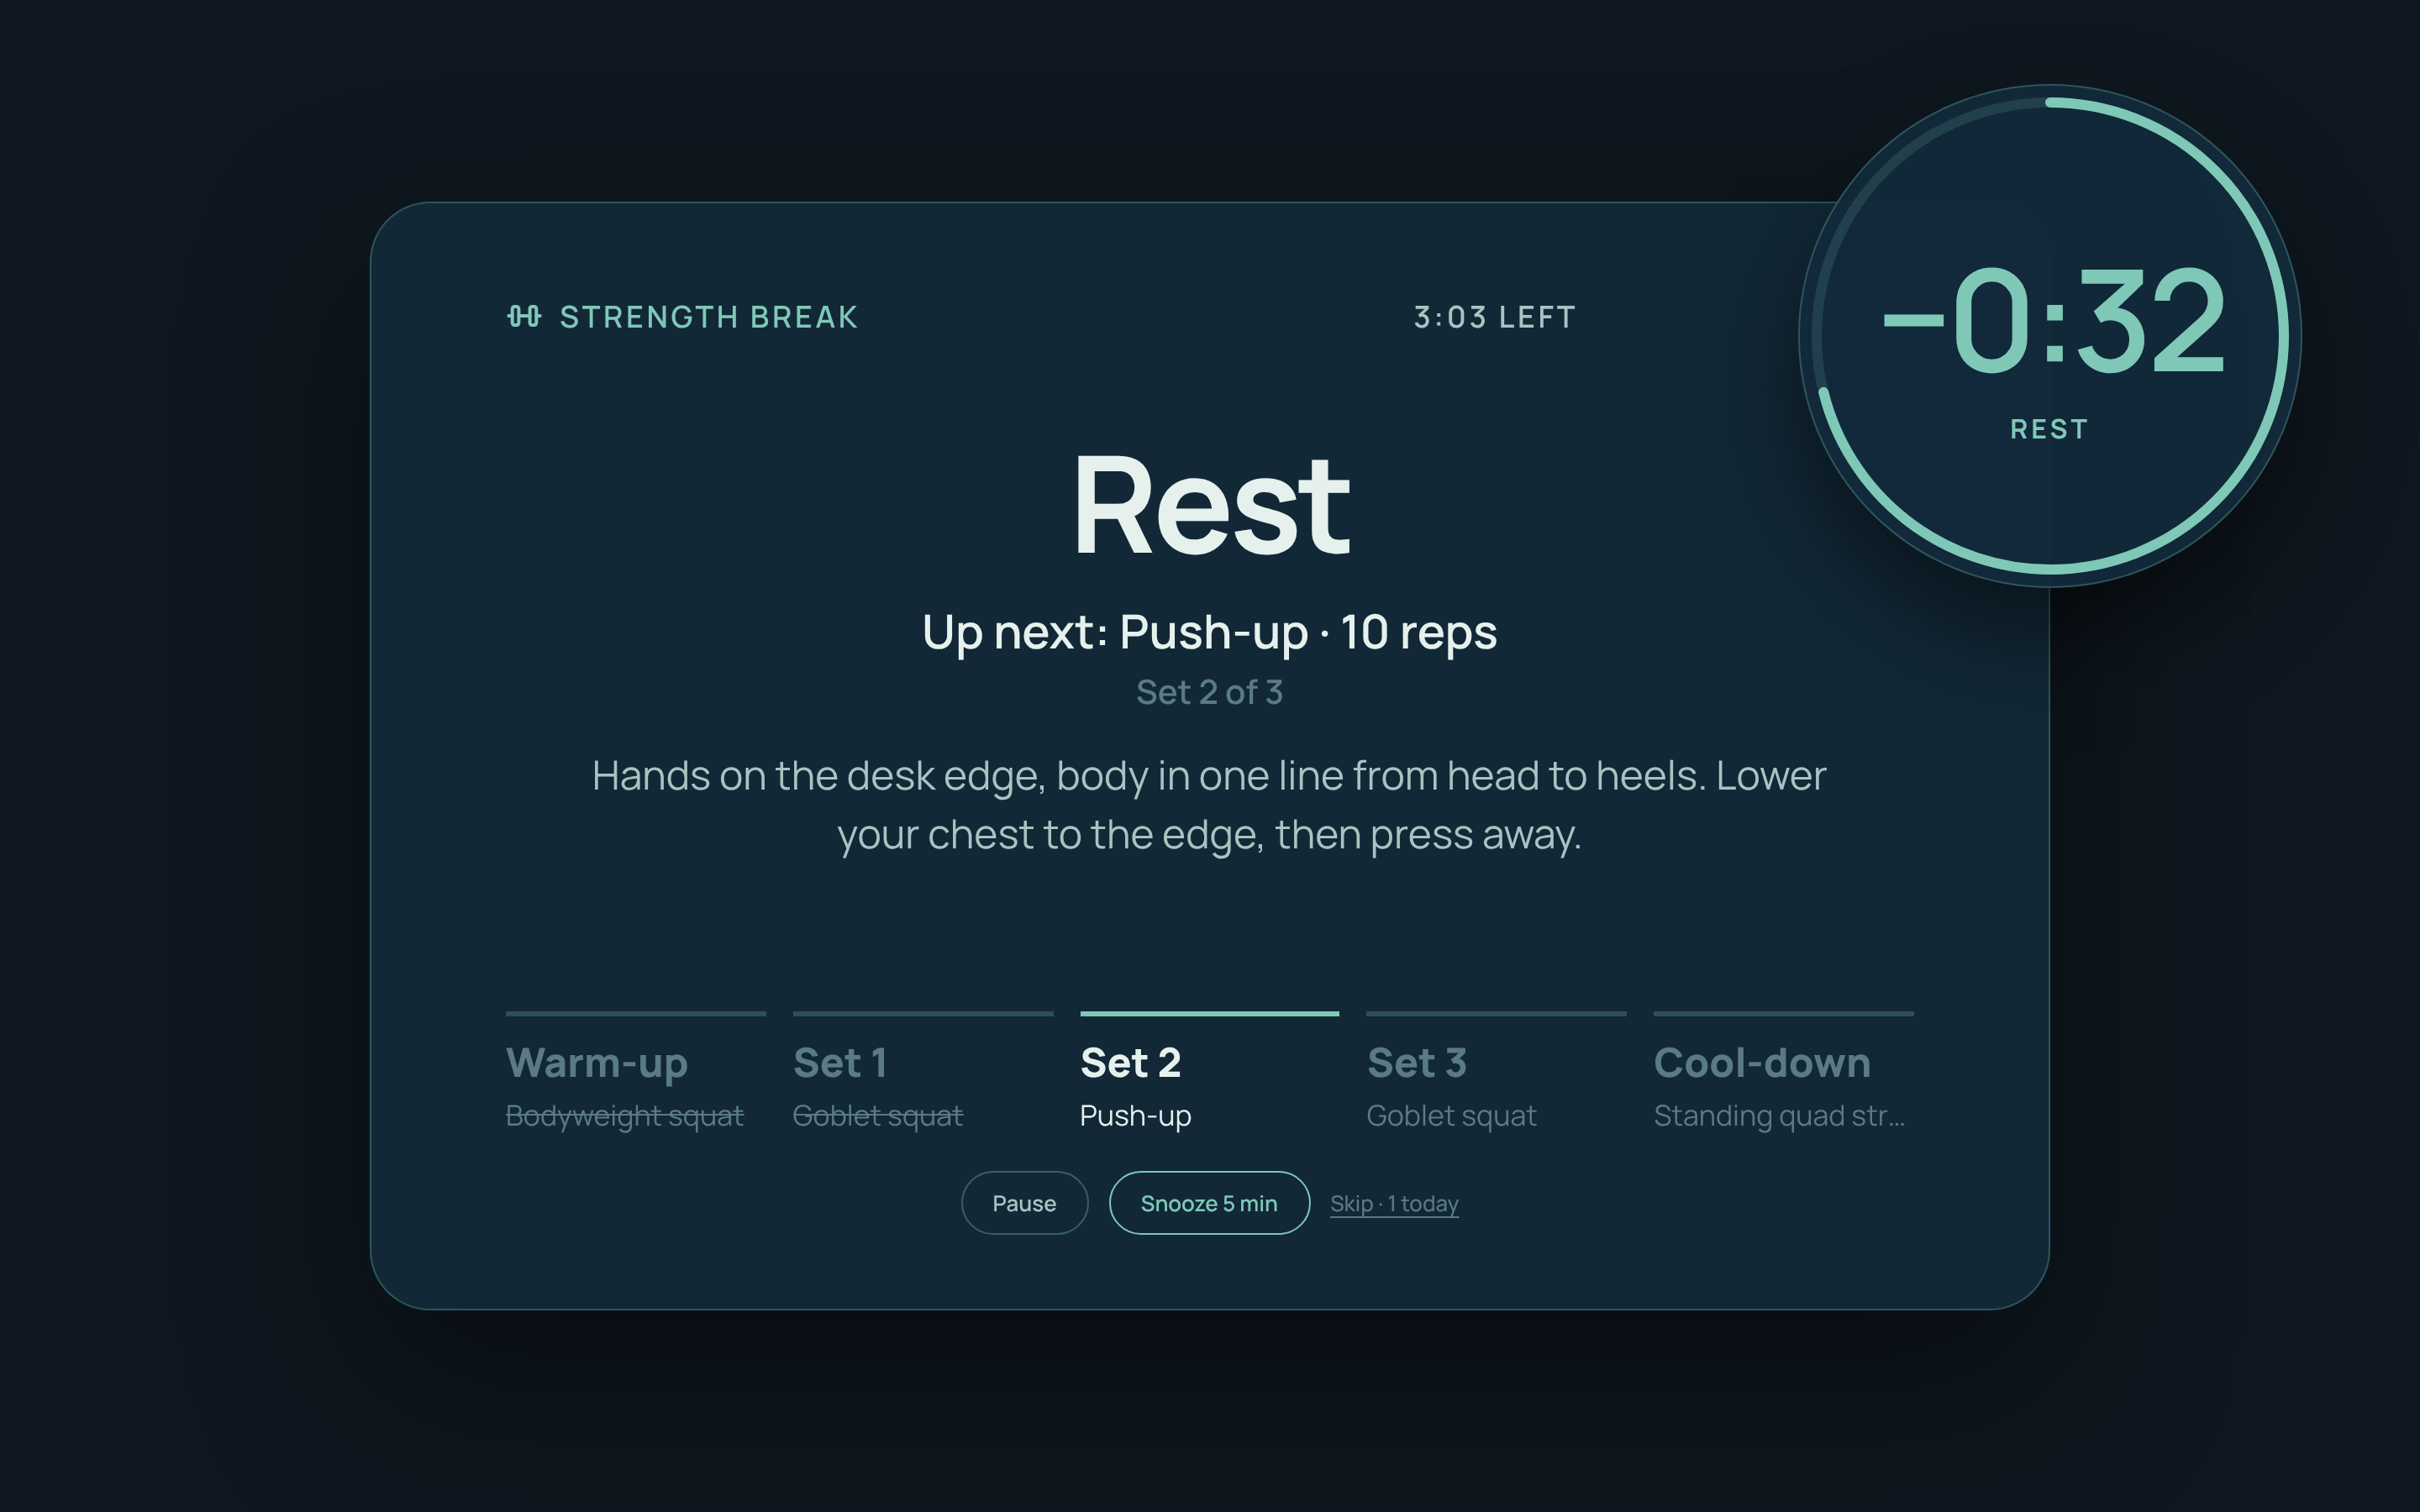 STRENGTH BREAK
3:03 LEFT
−0:32
REST
Rest
Up next: Push-up · 10 reps
Set 2 of 3
Hands on the desk edge, body in one line from head to heels. Lower
your chest to the edge, then press away.
Warm-up
Bodyweight squat
Set 1
Goblet squat
Set 2
Push-up
Set 3
Goblet squat
Cool-down
Standing quad str...
Pause
Snooze 5 min
Skip · 1 today